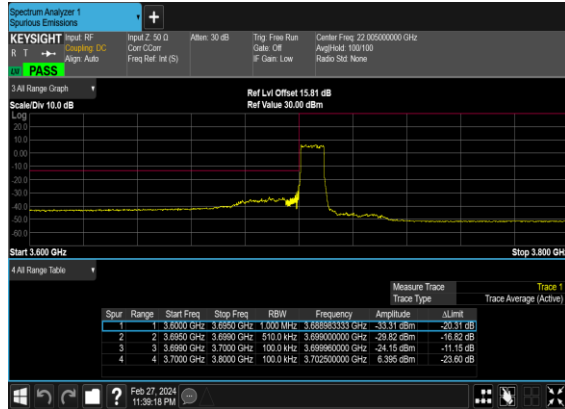 Spectrum Analyzer 1
Spurious Emissions
+
KEYSIGHT Input: RF Input Z: 50 Ω Atten: 30 dB Trig: Free Run Center Freq: 22.005000000 GHz
R T Coupling: DC Corr CCorr Gate: Off Avg|Hold: 100/100
Align: Auto Freq Ref: Int (S) IF Gain: Low Radio Std: None
PASS
3 All Range Graph
Ref Lvl Offset 15.81 dB
Scale/Div 10.0 dB Ref Value 30.00 dBm
Log
20.0
10.0
0.00
-10.0
-20.0
-30.0
-40.0
-50.0
-60.0
Start 3.600 GHz Stop 3.800 GHz
4 All Range Table
Measure Trace Trace 1
Trace Type Trace Average (Active)
Spur Range Start Freq Stop Freq RBW Frequency Amplitude ΔLimit
1 1 3.6000 GHz 3.6950 GHz 1.000 MHz 3.688983333 GHz -33.31 dBm -20.31 dB
2 2 3.6950 GHz 3.6990 GHz 510.0 kHz 3.699000000 GHz -29.82 dBm -16.82 dB
3 3 3.6990 GHz 3.7000 GHz 100.0 kHz 3.699960000 GHz -24.15 dBm -11.15 dB
4 4 3.7000 GHz 3.8000 GHz 100.0 kHz 3.702500000 GHz 6.395 dBm -23.60 dB
? Feb 27, 2024
11:39:18 PM